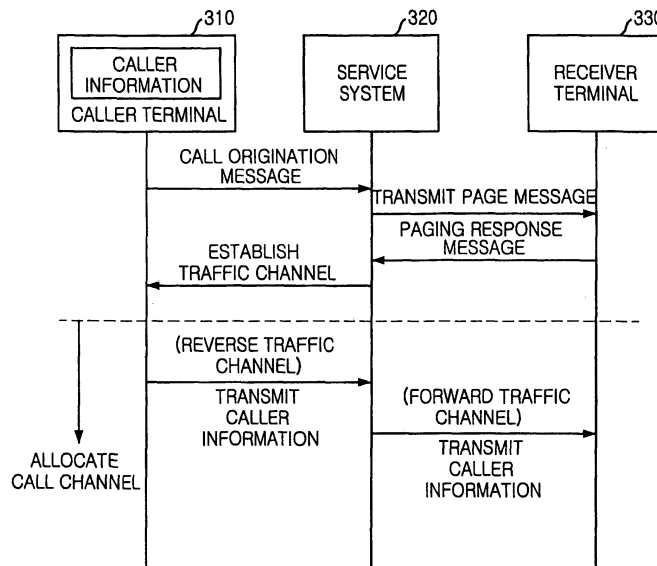 310
320
330
CALLER
INFORMATION
CALLER TERMINAL
SERVICE
SYSTEM
RECEIVER
TERMINAL
CALL ORIGINATION
MESSAGE
TRANSMIT PAGE MESSAGE
PAGING RESPONSE
MESSAGE
ESTABLISH
TRAFFIC CHANNEL
(REVERSE TRAFFIC
CHANNEL)
TRANSMIT
CALLER
INFORMATION
(FORWARD TRAFFIC
CHANNEL)
TRANSMIT
CALLER
INFORMATION
ALLOCATE
CALL CHANNEL